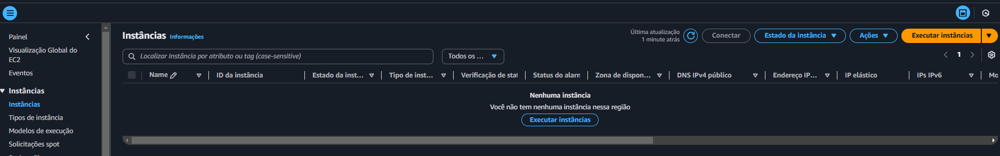 Painel
Visualização Global do
EC2
Eventos
Instâncias
Instâncias
Tipos de instância
Modelos de execução
Solicitações spot
Instâncias Informações
Última atualização
1 minute atrás
Conectar
Estado da instância
Ações
Executar instâncias
Localizar Instância por atributo ou tag (case-sensitive)
Todos os ...
1
Name
ID da instância
Estado da inst...
Tipo de inst...
Verificação de stat
Status do alarm
Zona de dispon...
DNS IPv4 público
Endereço IP...
IP elástico
IPs IPv6
Mo
Nenhuma instância
Você não tem nenhuma instância nessa região
Executar instâncias